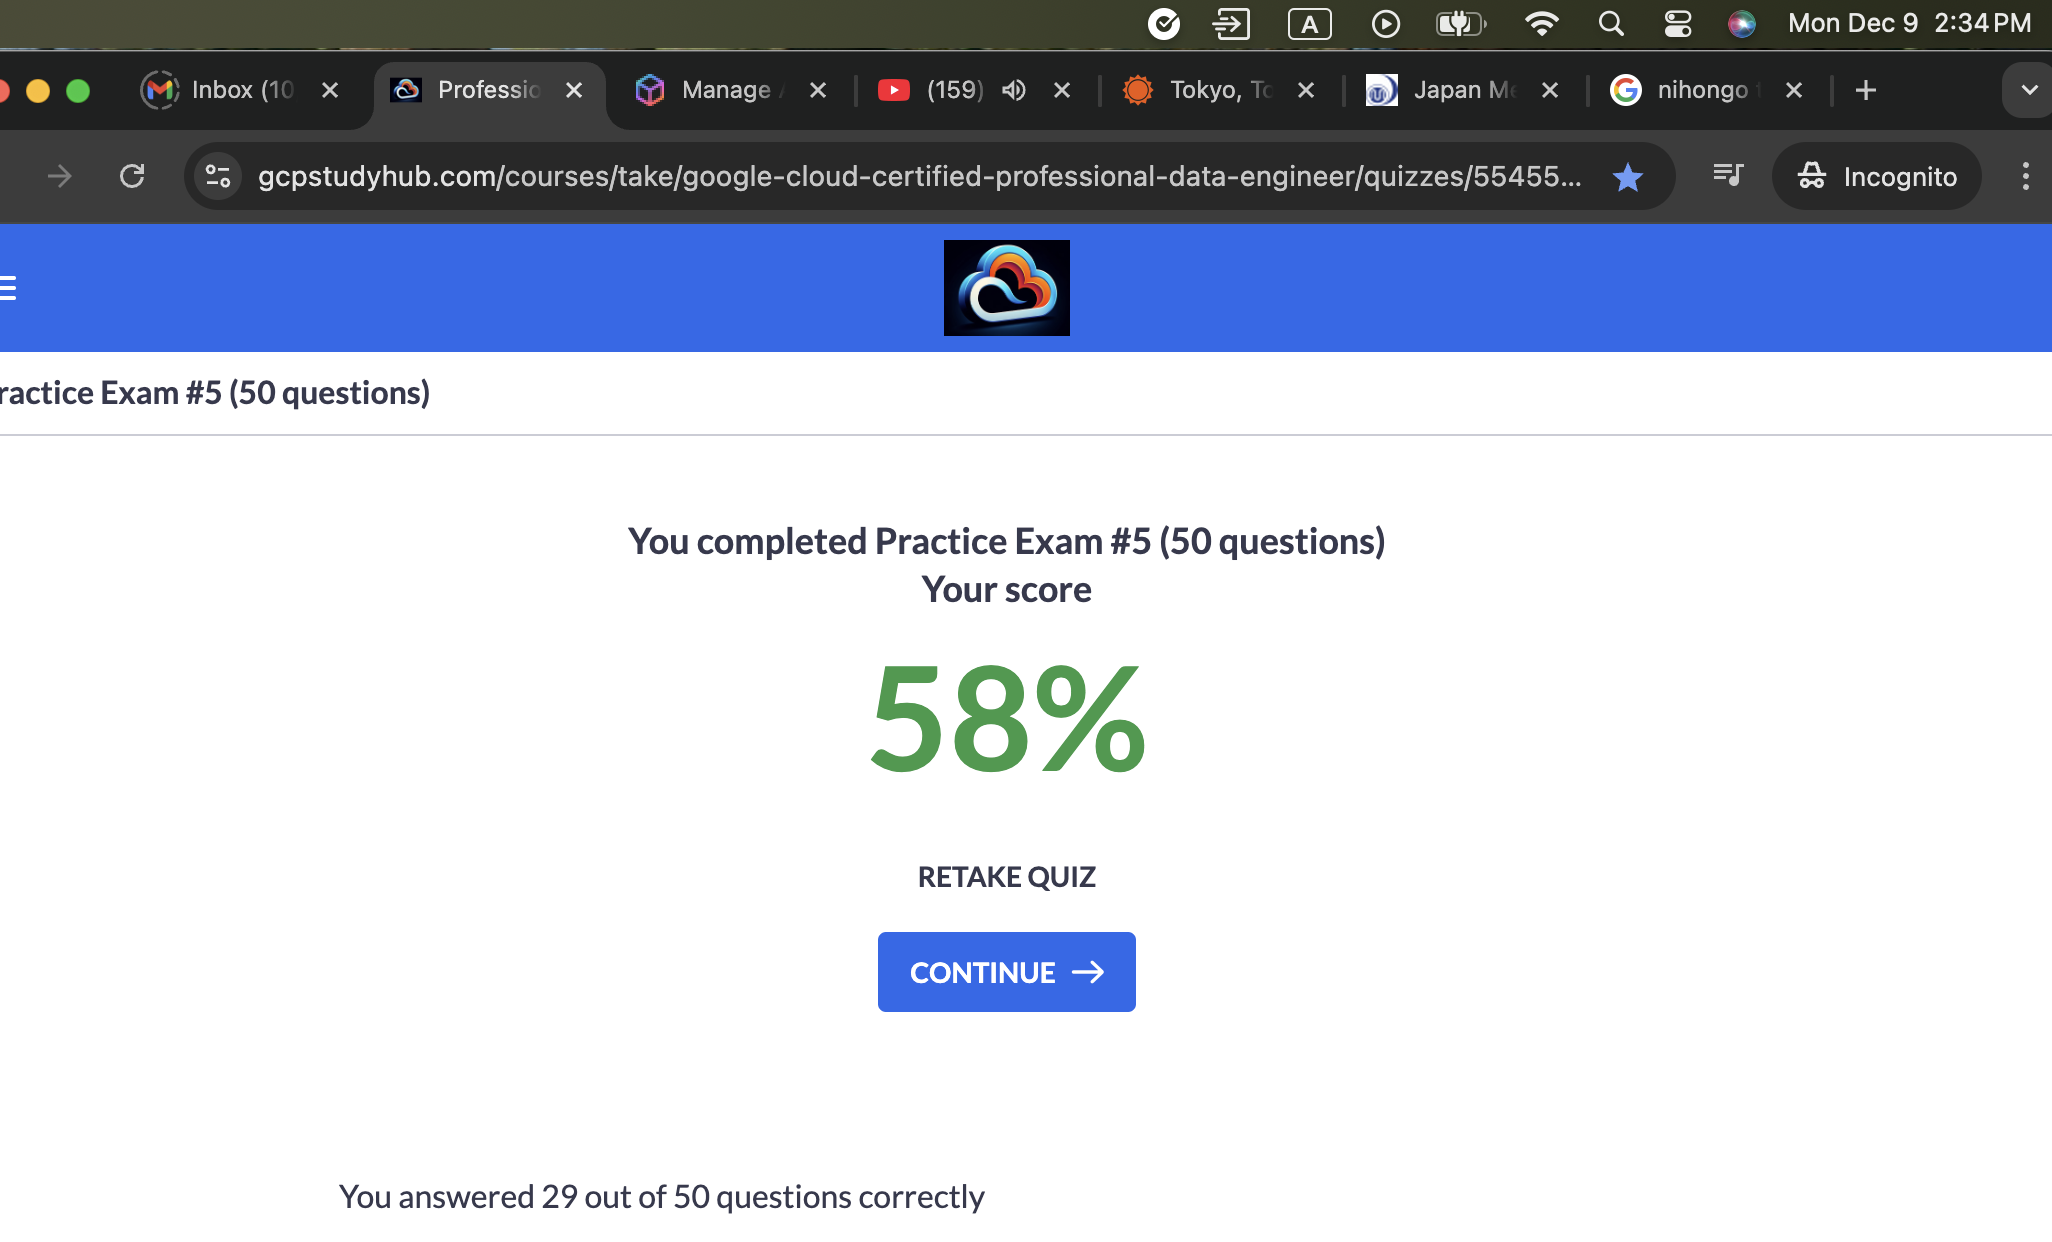 A Mon Dec 9 2:34 PM
Inbox (10 Professio Manage (159) Tokyo, To Japan Me nihongo
gcpstudyhub.com/courses/take/google-cloud-certified-professional-data-engineer/quizzes/55455... Incognito
ractice Exam #5 (50 questions)
You completed Practice Exam #5 (50 questions)
Your score
58%
RETAKE QUIZ
CONTINUE →
You answered 29 out of 50 questions correctly